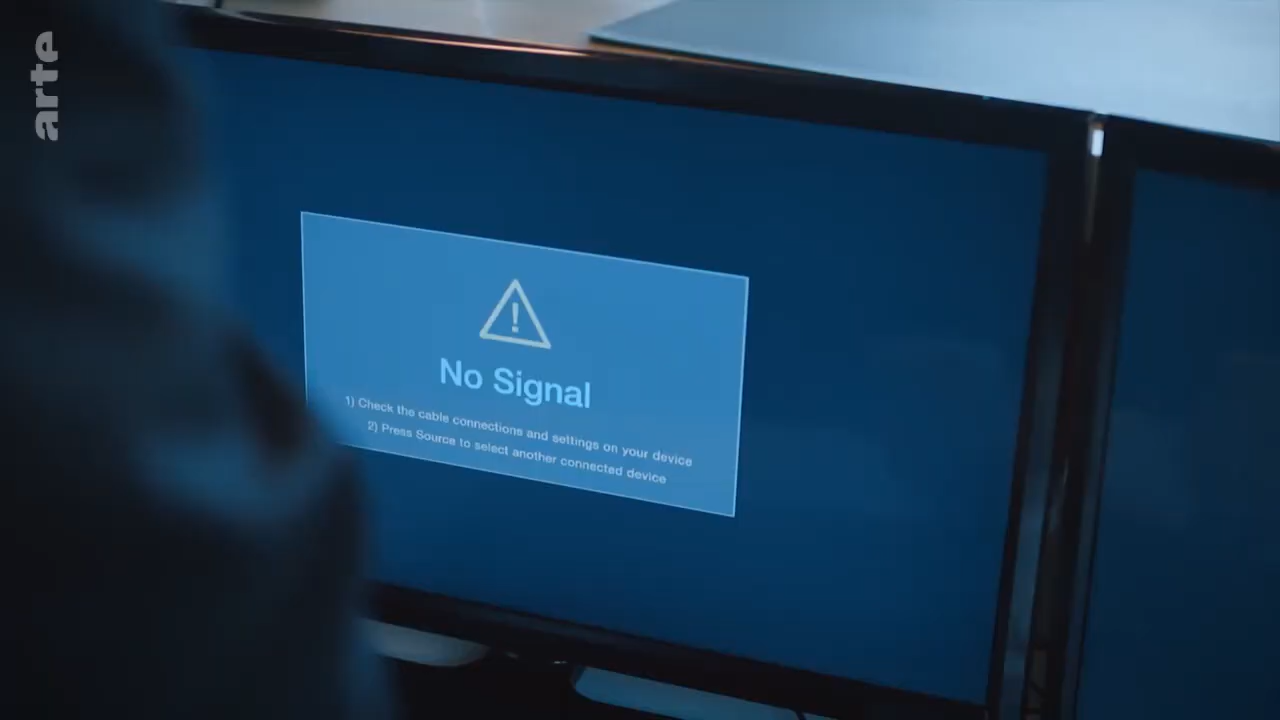 arte
No Signal
1) Check the cable connections and settings on your device
2) Press Source to select another connected device